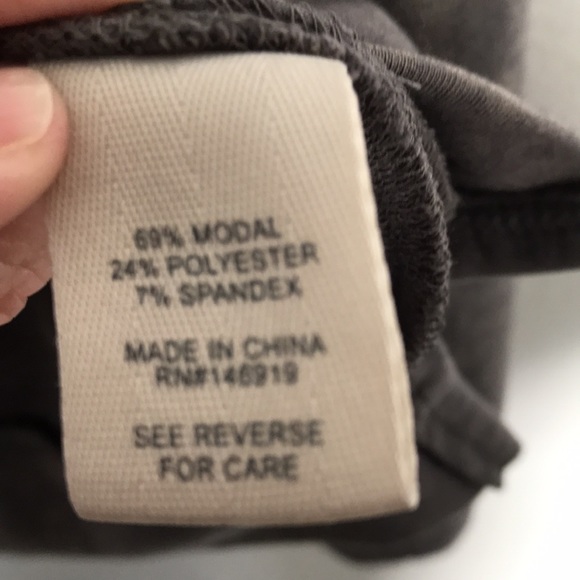 69% MODAL
24% POLYESTER
7% SPANDEX
MADE IN CHINA
RN#146919
SEE REVERSE
FOR CARE